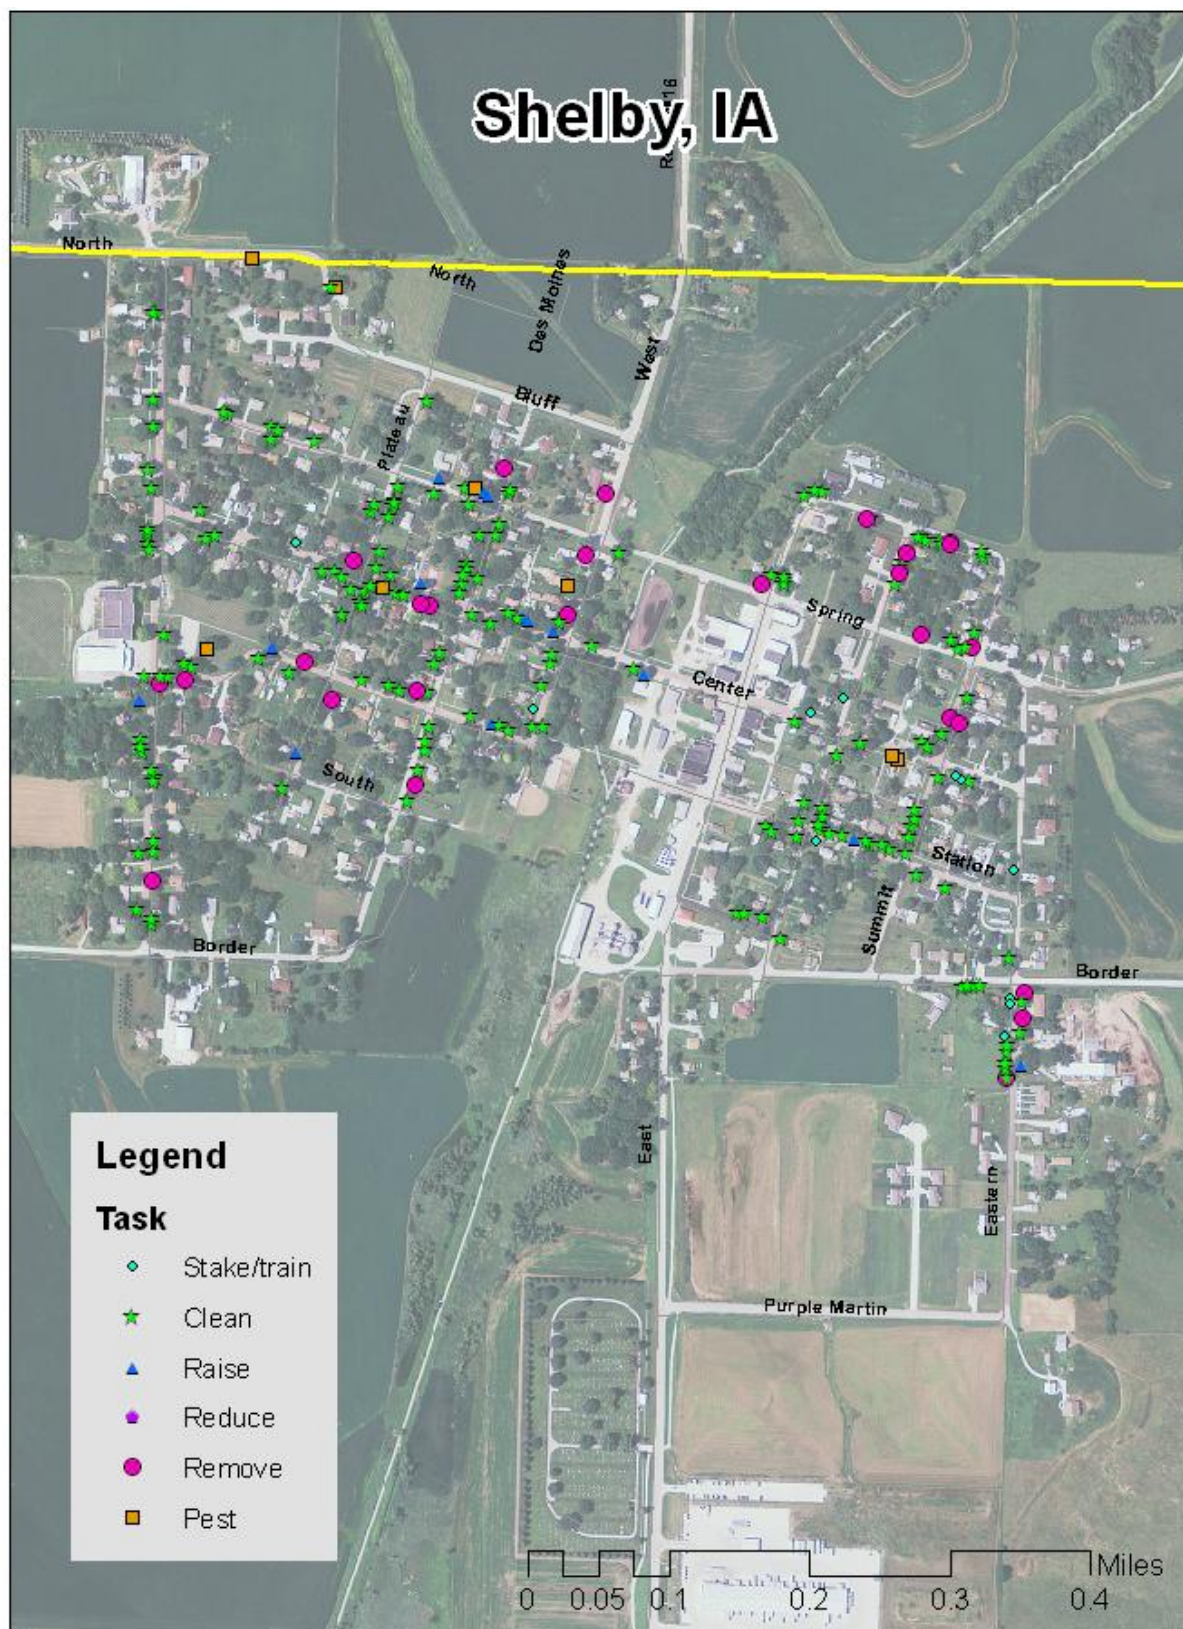 Shelby, IA
North
North
Des Moines
West
Bluff
Plateau
Spring
Center
South
Station
Summit
Border
Border
East
Eastern
Purple Martin
Legend
Task
Stake/train
Clean
Raise
Reduce
Remove
Pest
Miles
0 0.05 0.1 0.2 0.3 0.4